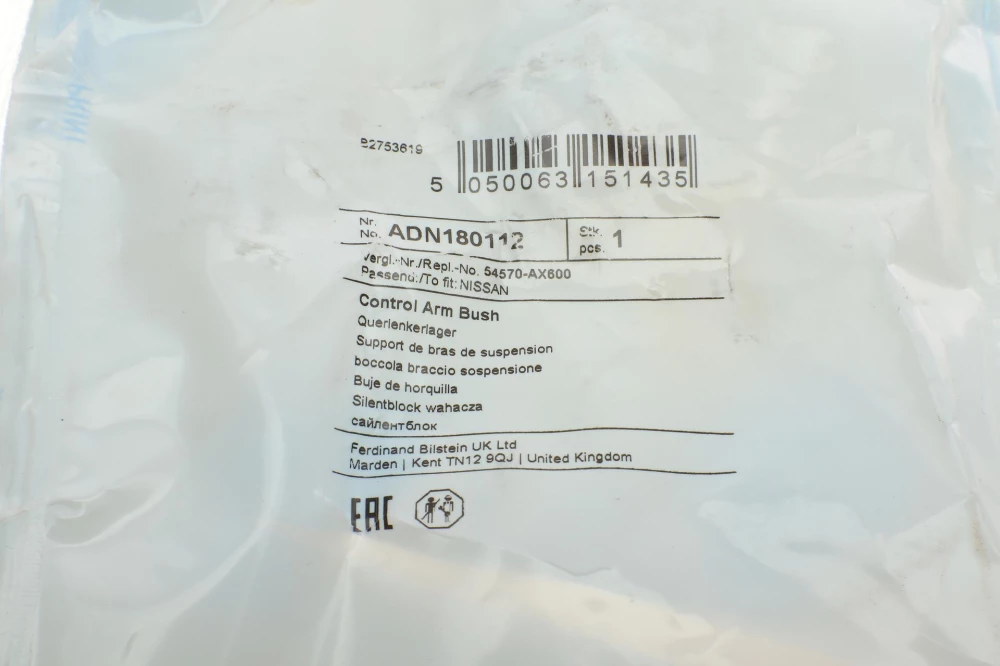 82753619
5 050063 151435
Nr. No. ADN180112 Stk. pcs. 1
Vergl.-Nr./Repl.-No. 54570-AX600
Passend:/To fit: NISSAN
Control Arm Bush
Querlenkerlager
Support de bras de suspension
boccola braccio sospensione
Buje de horquilla
Silentblock wahacza
сайлентблок
Ferdinand Bilstein UK Ltd
Marden | Kent TN12 9QJ | United Kingdom
EAC